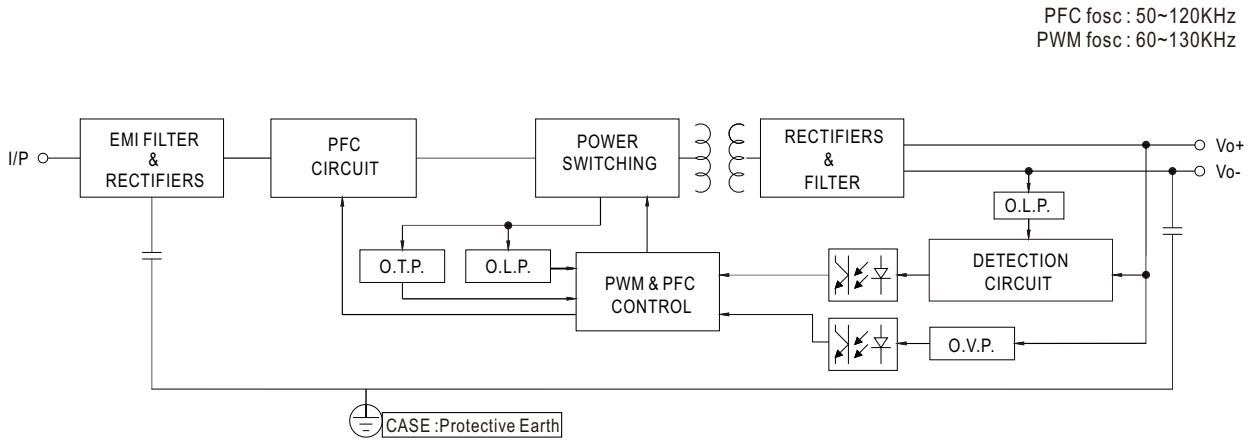 PFC fosc : 50~120KHz
PWM fosc : 60~130KHz
EMI FILTER
&
RECTIFIERS
PFC
CIRCUIT
POWER
SWITCHING
RECTIFIERS
&
FILTER
I/P
Vo+
Vo-
O.L.P.
O.T.P.
O.L.P.
PWM & PFC
CONTROL
DETECTION
CIRCUIT
O.V.P.
CASE :Protective Earth